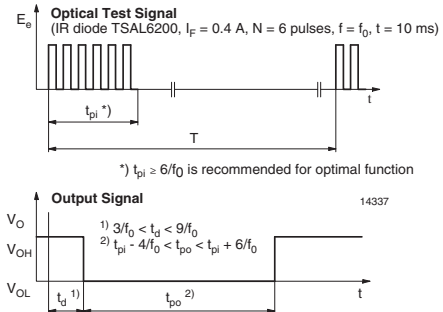 Optical Test Signal
(IR diode TSAL6200, IF = 0.4 A, N = 6 pulses, f = f0, t = 10 ms)
Ee
t
tpi *)
T
*) tpi ≥ 6/f0 is recommended for optimal function
Output Signal
14337
VO
VOH
VOL
1) 3/f0 < td < 9/f0
2) tpi - 4/f0 < tpo < tpi + 6/f0
td 1)
tpo 2)
t